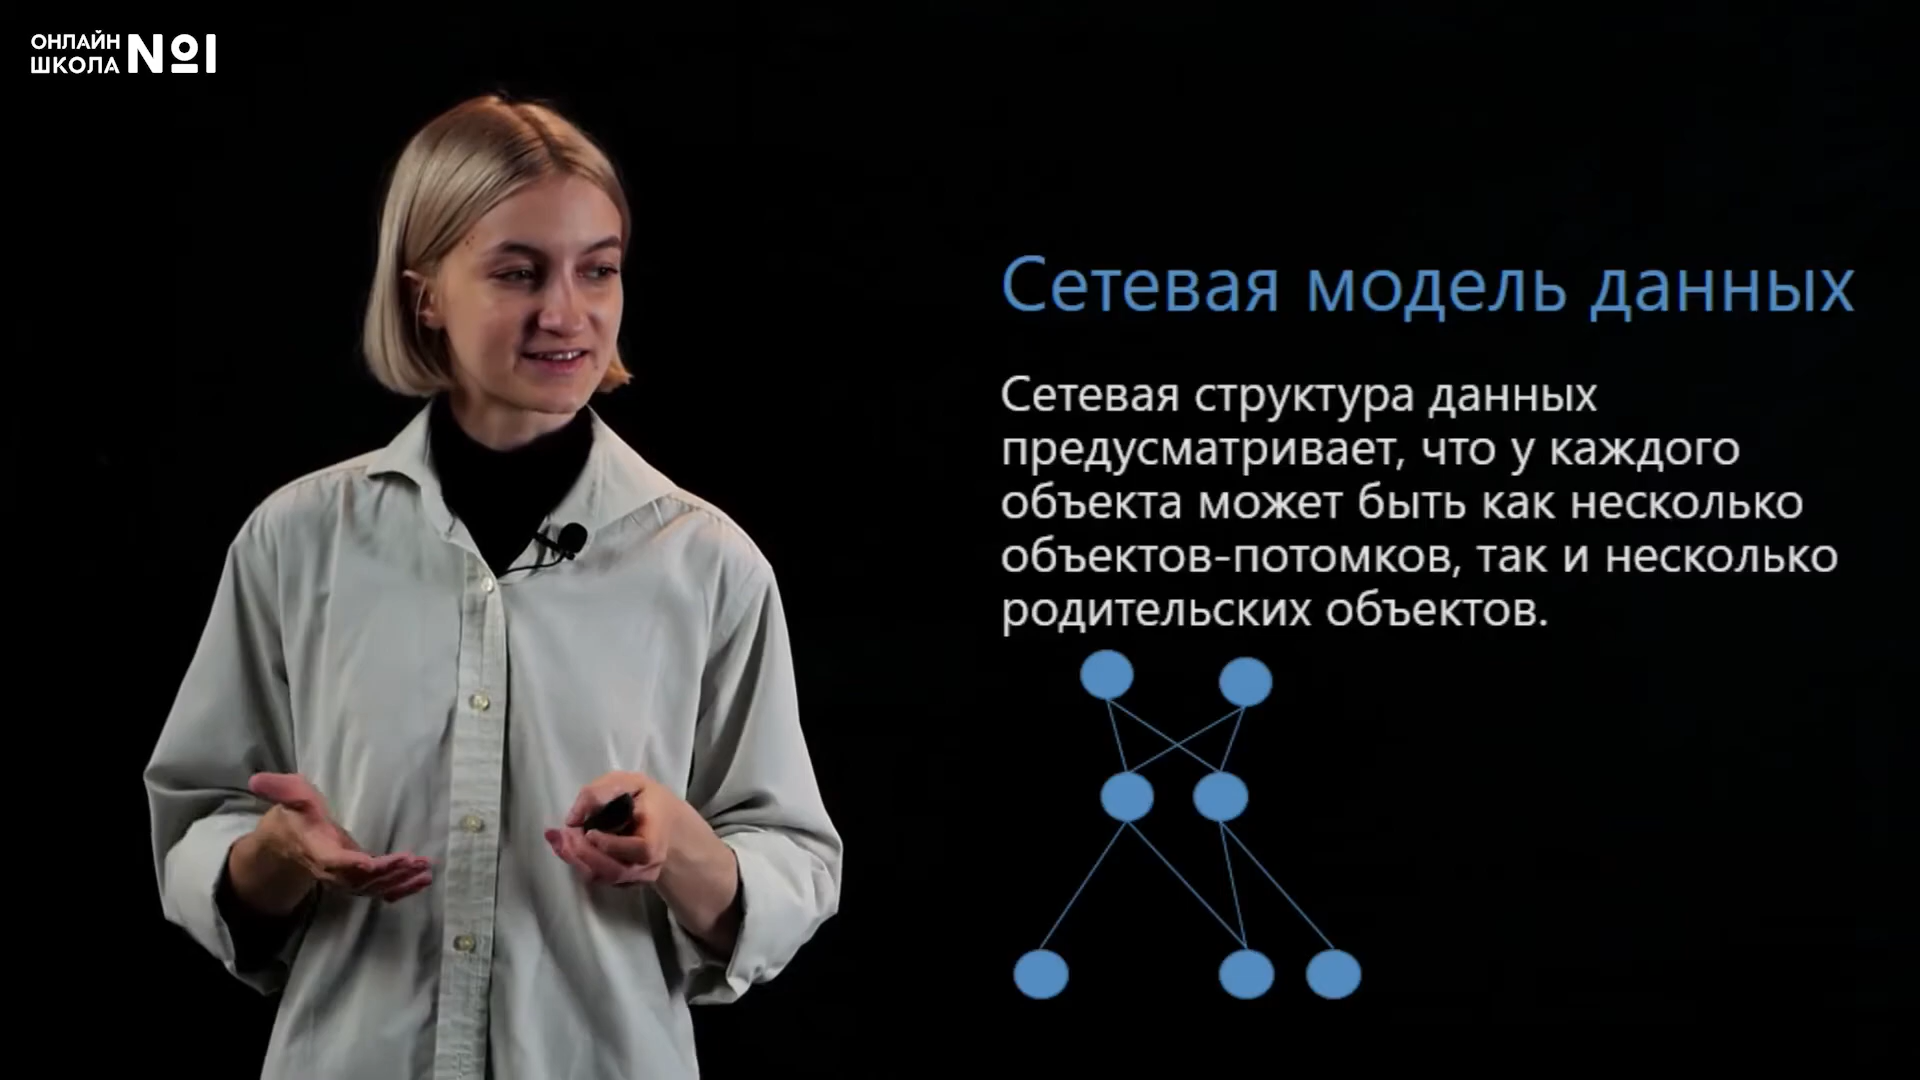 ОНЛАЙН
ШКОЛА №1
Сетевая модель данных
Сетевая структура данных
предусматривает, что у каждого
объекта может быть как несколько
объектов-потомков, так и несколько
родительских объектов.